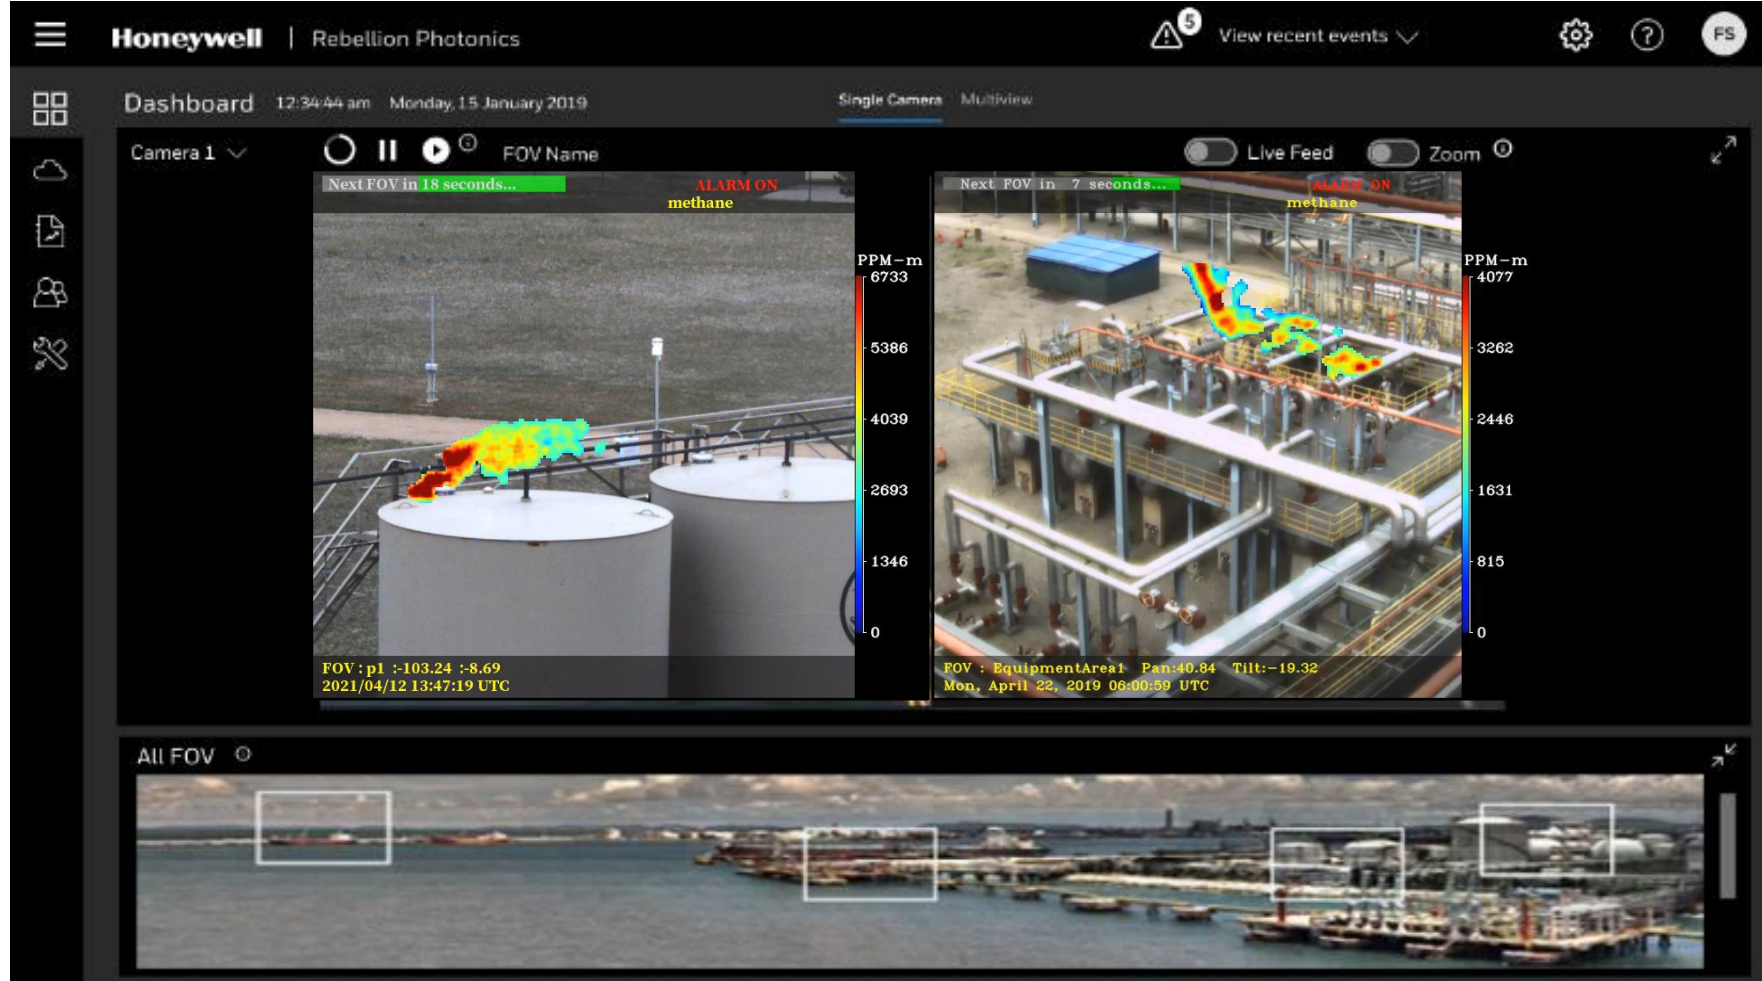 Honeywell | Rebellion Photonics
5
View recent events
FS
Dashboard 12:34:44 am Monday, 15 January 2019
Single Camera Multiview
Camera 1
FOV Name
Live Feed
Zoom
Next FOV in 18 seconds...
ALARM ON
methane
PPM-m
6733
5386
4039
2693
1346
0
FOV : p1 :-103.24 :-8.69
2021/04/12 13:47:19 UTC
Next FOV in 7 seconds...
ALARM ON
methane
PPM-m
4077
3262
2446
1631
815
0
FOV : EquipmentArea1 Pan:40.84 Tilt:-19.32
Mon, April 22, 2019 06:00:59 UTC
All FOV